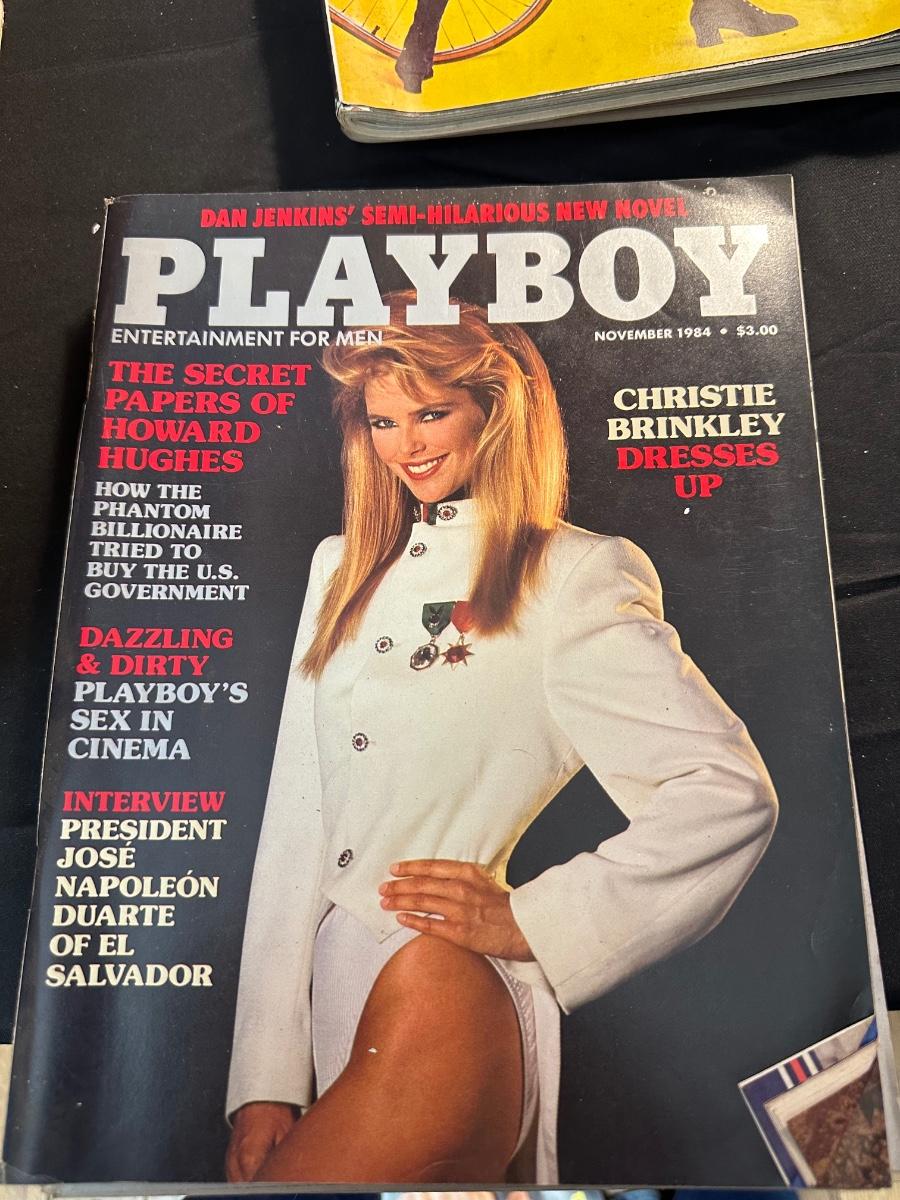 DAN JENKINS' SEMI-HILARIOUS NEW NOVEL
PLAYBOY
ENTERTAINMENT FOR MEN
NOVEMBER 1984 • $3.00
THE SECRET
PAPERS OF
HOWARD
HUGHES
HOW THE
PHANTOM
BILLIONAIRE
TRIED TO
BUY THE U.S.
GOVERNMENT
DAZZLING
& DIRTY
PLAYBOY'S
SEX IN
CINEMA
INTERVIEW
PRESIDENT
JOSÉ
NAPOLEÓN
DUARTE
OF EL
SALVADOR
CHRISTIE
BRINKLEY
DRESSES
UP